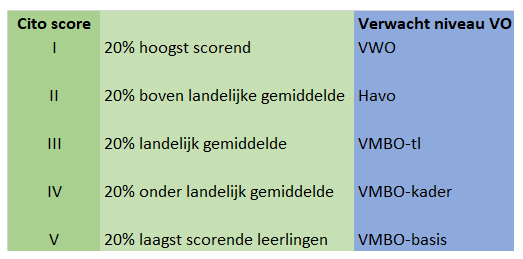 Cito score Verwacht niveau VO
I 20% hoogst scorend VWO
II 20% boven landelijke gemiddelde Havo
III 20% landelijk gemiddelde VMBO-tl
IV 20% onder landelijk gemiddelde VMBO-kader
V 20% laagst scorende leerlingen VMBO-basis